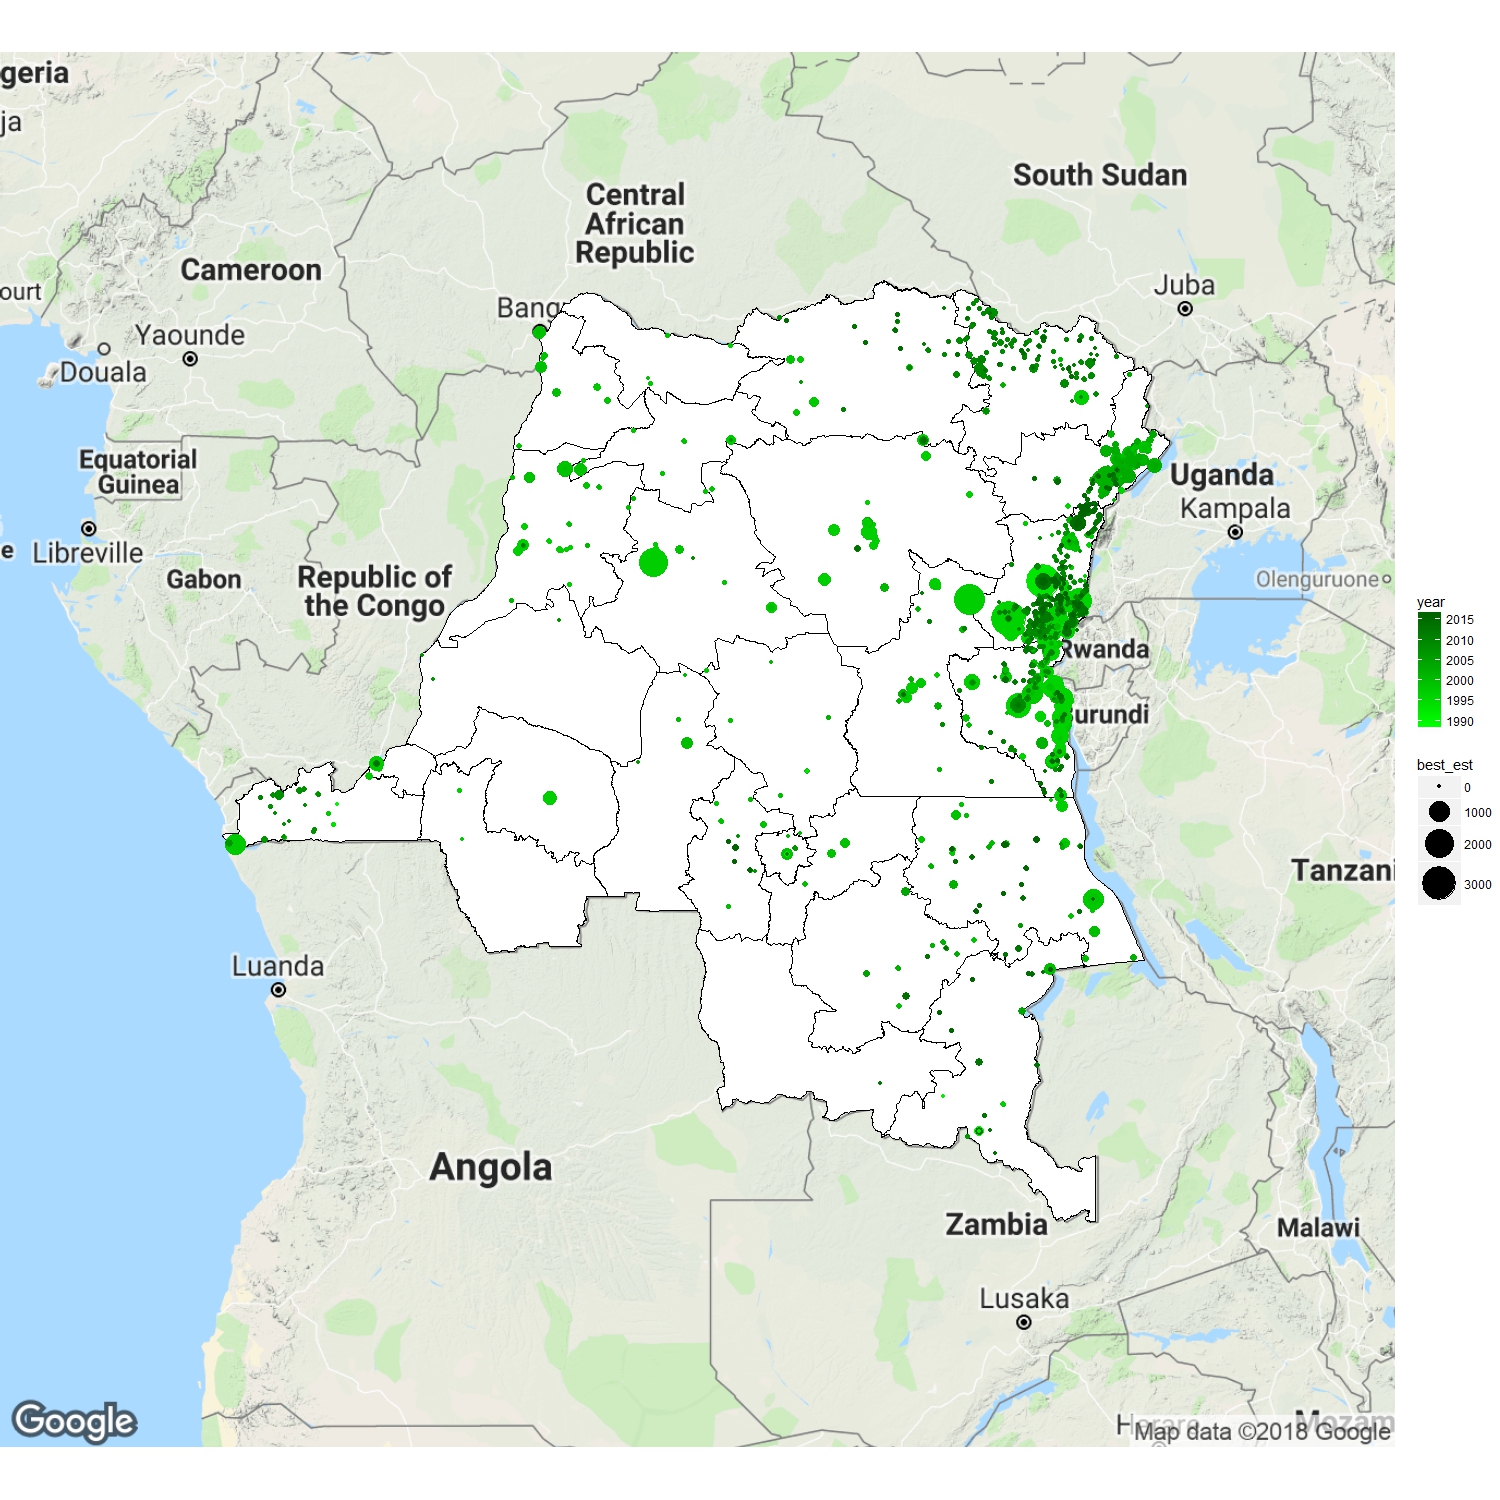 geria
ja
South Sudan
Central
African
Republic
Cameroon
ourt
Juba
Bang
Yaounde
Douala
Equatorial
Guinea
Uganda
Kampala
e
Libreville
Gabon
Republic of
the Congo
Olenguruone
Rwanda
urundi
Tanzani
Luanda
Angola
Zambia
Malawi
Lusaka
Harare
Mozam
Google
Map data ©2018 Google
year
2015
2010
2005
2000
1995
1990
best_est
0
1000
2000
3000